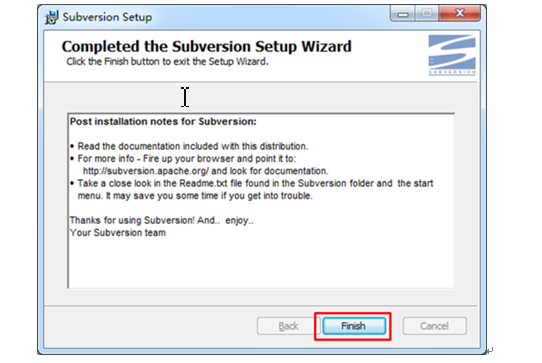 Subversion Setup
Completed the Subversion Setup Wizard
Click the Finish button to exit the Setup Wizard.
SUBVERSION
Post installation notes for Subversion:
• Read the documentation included with this distribution.
• For more info - Fire up your browser and point it to:
http://subversion.apache.org/ and look for documentation.
• Take a close look in the Readme.txt file found in the Subversion folder and the start
menu. It may save you some time if you get into trouble.
Thanks for using Subversion! And.. enjoy..
Your Subversion team
Back
Finish
Cancel